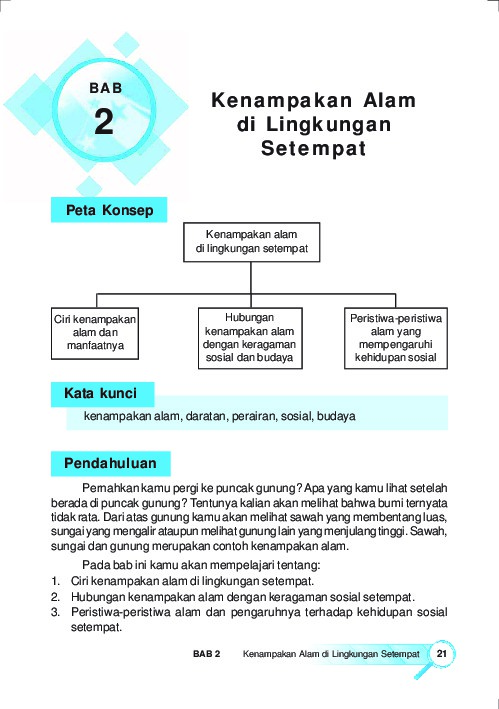 BAB
2
Kenampakan Alam
di Lingkungan
Setempat
Peta Konsep
Kenampakan alam
di lingkungan setempat
Ciri kenampakan
alam dan
manfaatnya
Hubungan
kenampakan alam
dengan keragaman
sosial dan budaya
Peristiwa-peristiwa
alam yang
mempengaruhi
kehidupan sosial
Kata kunci
kenampakan alam, daratan, perairan, sosial, budaya
Pendahuluan
Pernahkan kamu pergi ke puncak gunung? Apa yang kamu lihat setelah
berada di puncak gunung? Tentunya kalian akan melihat bahwa bumi ternyata
tidak rata. Dari atas gunung kamu akan melihat sawah yang membentang luas,
sungai yang mengalir ataupun melihat gunung lain yang menjulang tinggi. Sawah,
sungai dan gunung merupakan contoh kenampakan alam.
Pada bab ini kamu akan mempelajari tentang:
1. Ciri kenampakan alam di lingkungan setempat.
2. Hubungan kenampakan alam dengan keragaman sosial setempat.
3. Peristiwa-peristiwa alam dan pengaruhnya terhadap kehidupan sosial
setempat.
BAB 2 Kenampakan Alam di Lingkungan Setempat 21